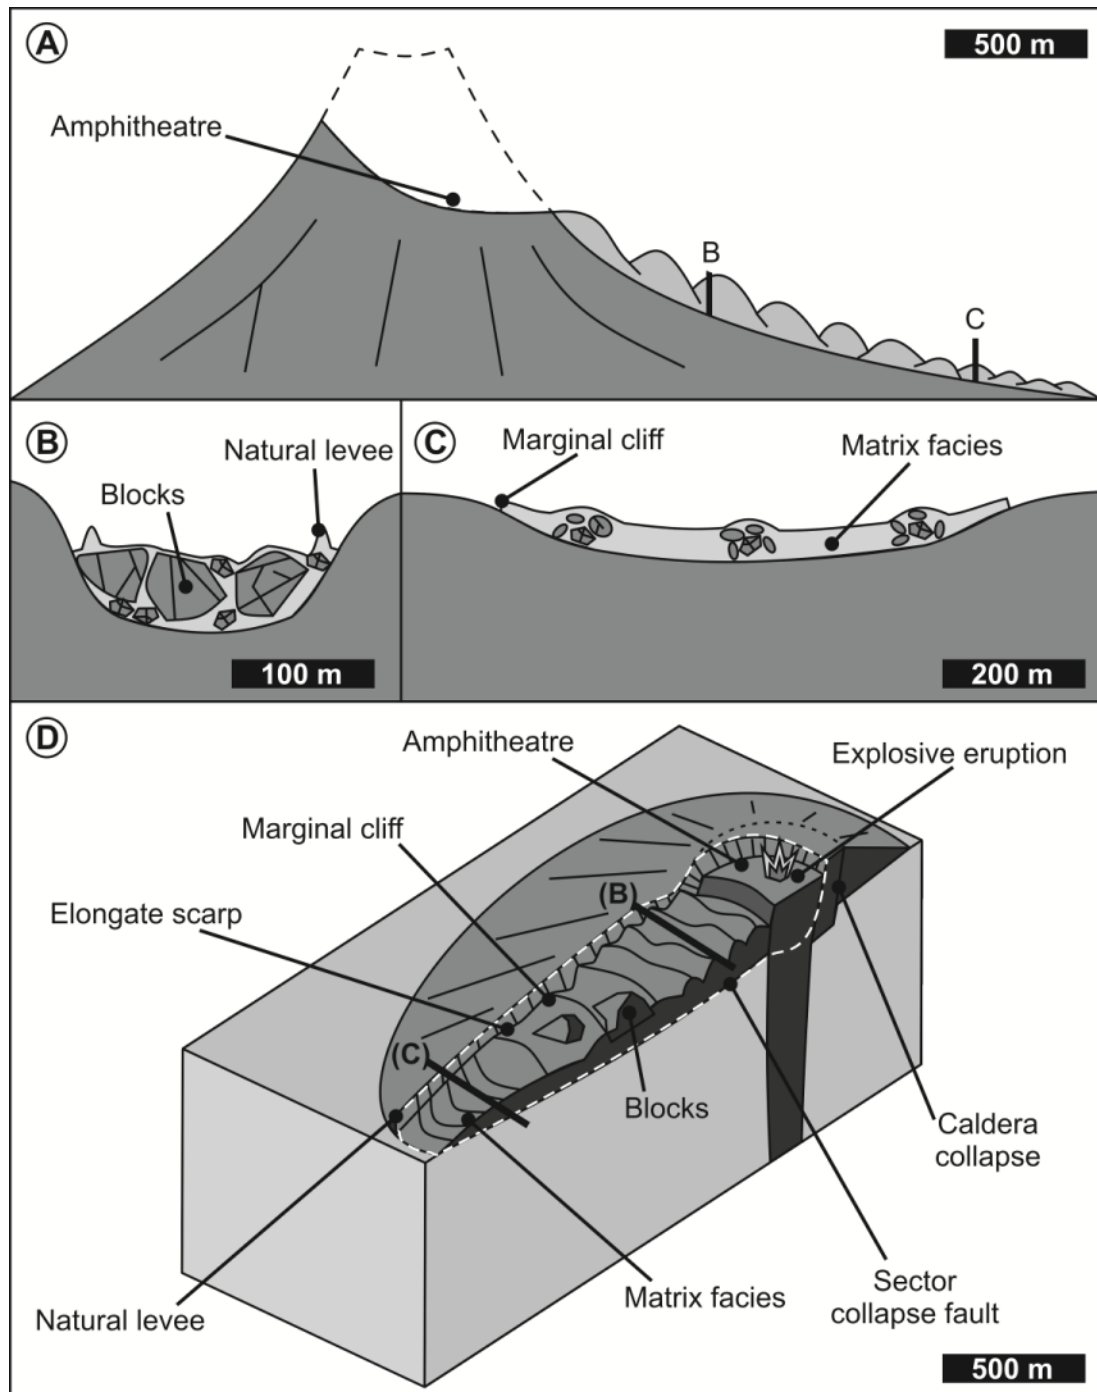 A
500 m
Amphitheatre
B
C
B
Natural levee
Blocks
100 m
C
Marginal cliff
Matrix facies
200 m
D
Amphitheatre
Explosive eruption
Marginal cliff
Elongate scarp
(B)
(C)
Blocks
Caldera
collapse
Sector
collapse fault
Matrix facies
Natural levee
500 m